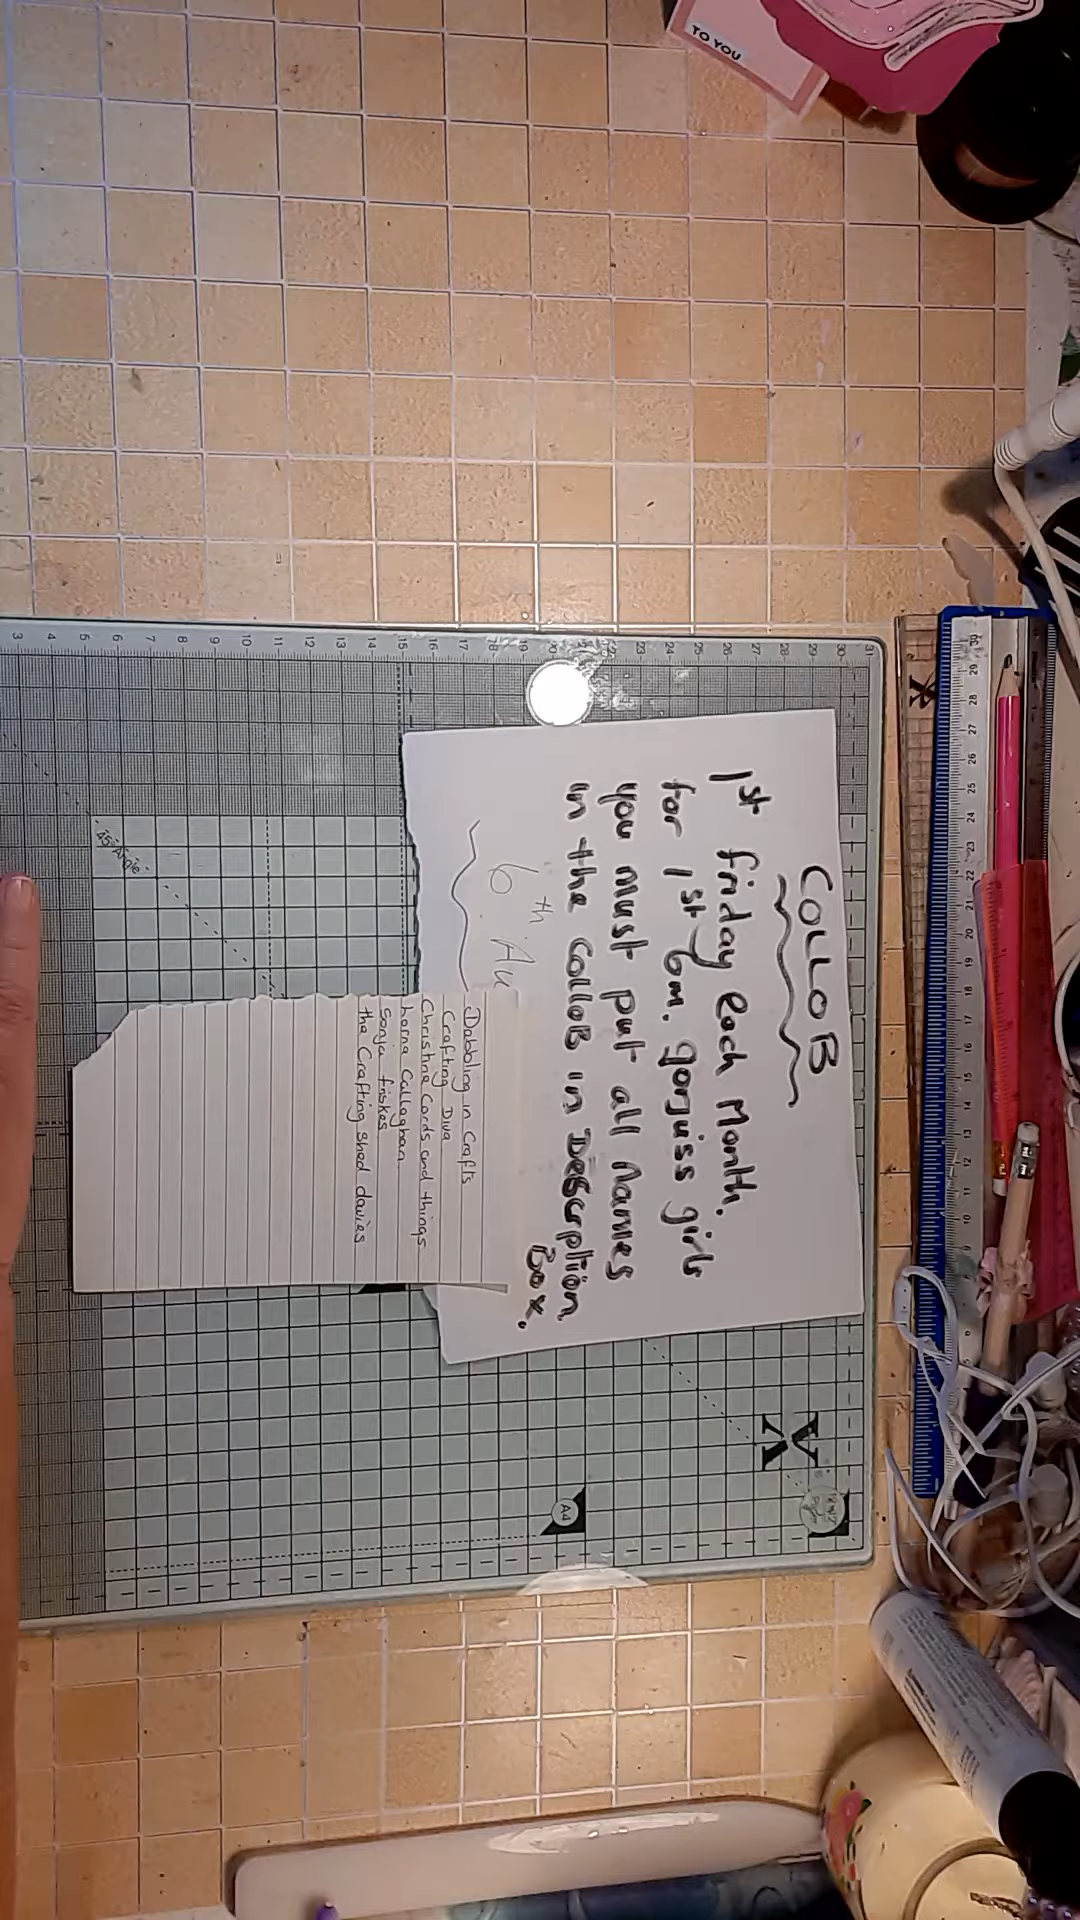 COLLOB
1st friday each Month.
for 1st 6m. gorjuss girls
you must put all names
in the CollOB in Description
Box.
6th Au
Dabbling in Crafts
Crafting Diva
Christine Cards and things
Lorna Callaghan.
Sonja friskes
the Crafting Shed davies
TO YOU
45° Angle
A4